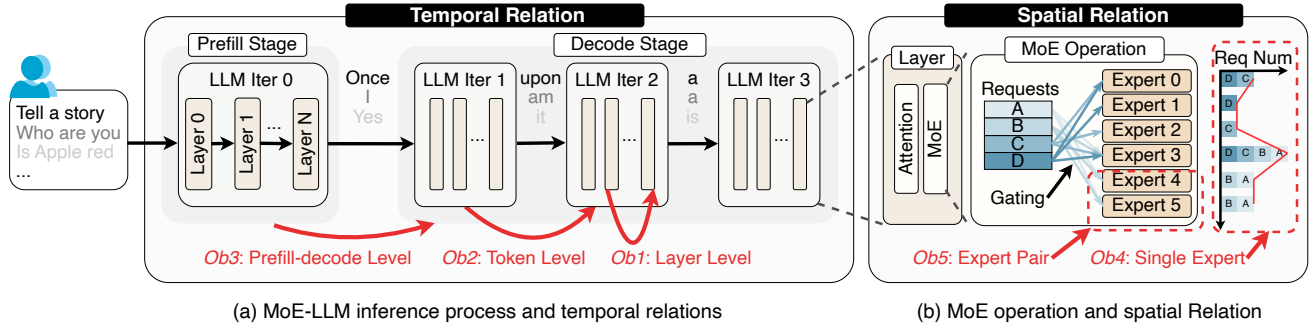 Temporal Relation
Prefill Stage
Decode Stage
Tell a story
Who are you
Is Apple red
...
LLM Iter 0
Layer 0
Layer 1
...
Layer N
Once
I
Yes
LLM Iter 1
...
upon
am
it
LLM Iter 2
...
a
a
is
LLM Iter 3
...
Ob3: Prefill-decode Level
Ob2: Token Level
Ob1: Layer Level
(a) MoE-LLM inference process and temporal relations
Spatial Relation
Layer
Attention
MoE
MoE Operation
Requests
A
B
C
D
Gating
Expert 0
Expert 1
Expert 2
Expert 3
Expert 4
Expert 5
Req Num
D C
D
C
D C B A
B A
B A
Ob5: Expert Pair
Ob4: Single Expert
(b) MoE operation and spatial Relation